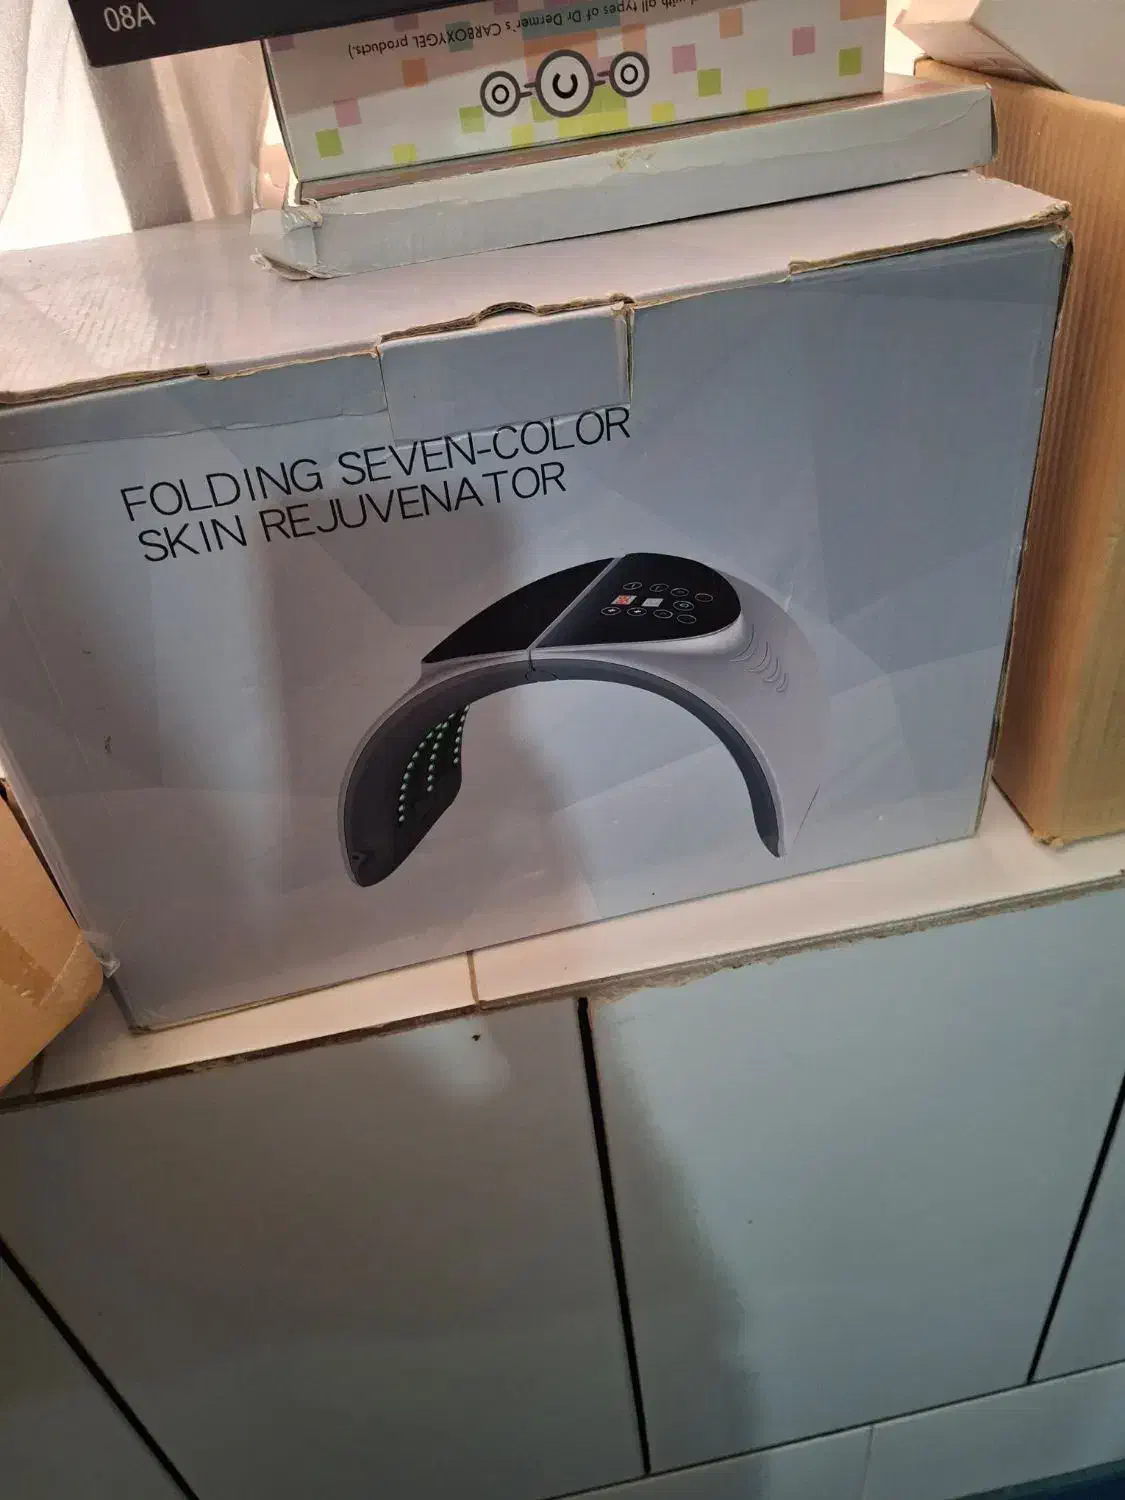 08A
with all types of Dr Dermer's CARBOXYGEL products.)
FOLDING SEVEN-COLOR
SKIN REJUVENATOR